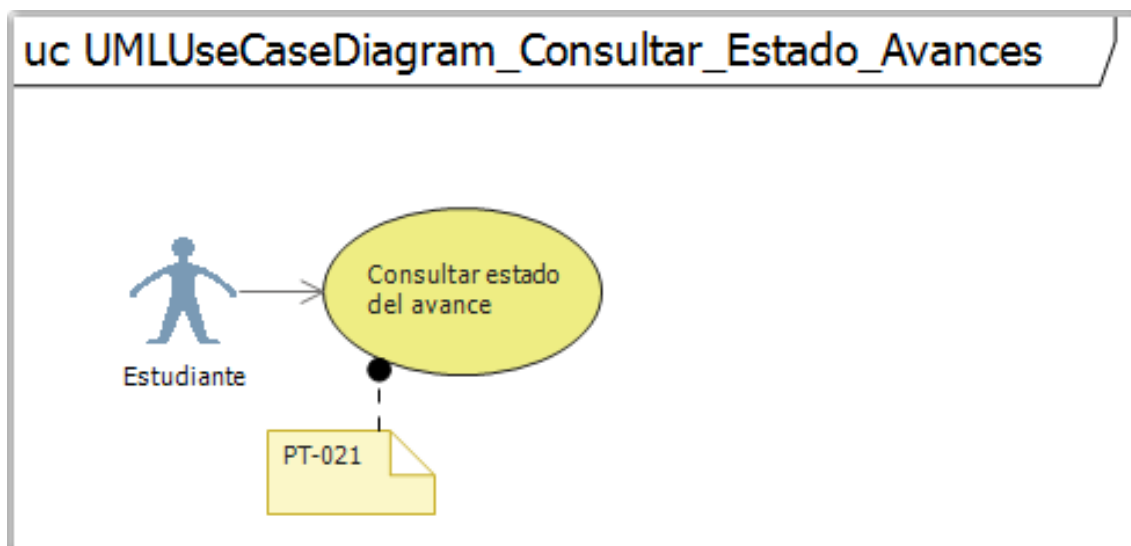 uc UMLUseCaseDiagram_Consultar_Estado_Avances
Consultar estado
del avance
Estudiante
PT-021